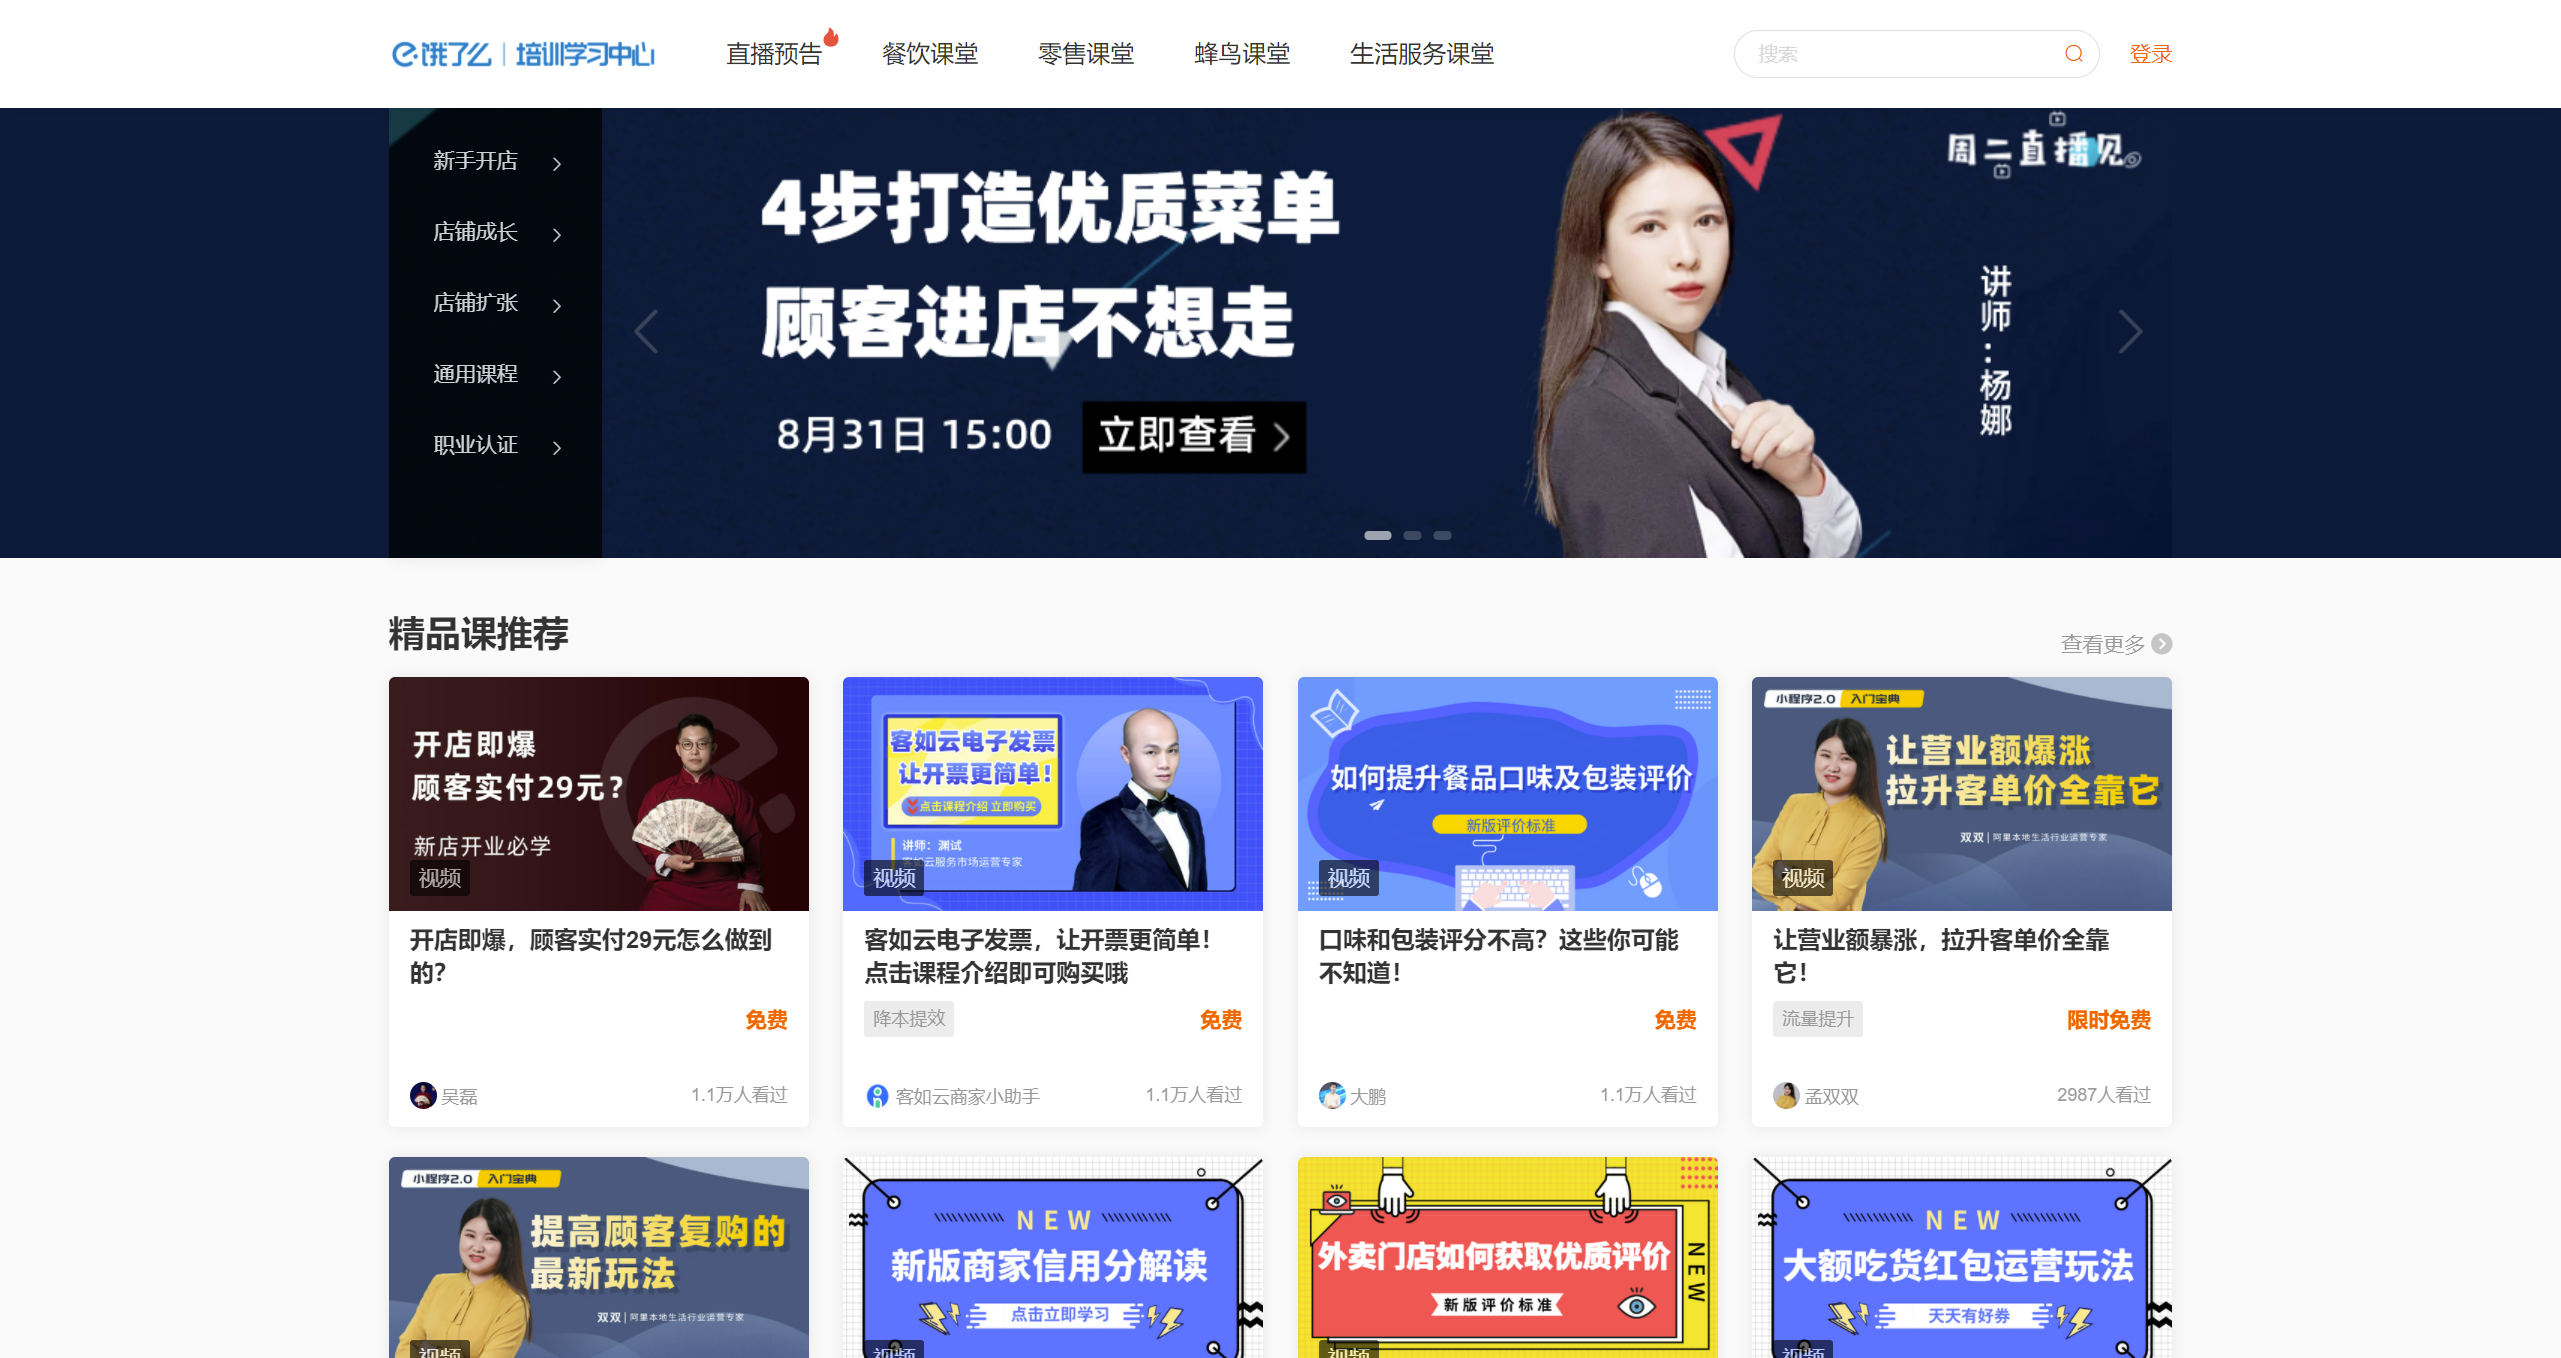 饿了么 | 培训学习中心
直播预告
餐饮课堂
零售课堂
蜂鸟课堂
生活服务课堂
搜索
登录
新手开店
店铺成长
店铺扩张
通用课程
职业认证
4步打造优质菜单
顾客进店不想走
8月31日 15:00
立即查看
周二直播见
讲师：杨娜
精品课推荐
查看更多
开店即爆
顾客实付29元？
新店开业必学
视频
开店即爆，顾客实付29元怎么做到
的？
免费
吴磊
1.1万人看过
客如云电子发票
让开票更简单！
点击课程介绍 立即购买
讲师：渊试
客如云服务市场运营专家
视频
客如云电子发票，让开票更简单！
点击课程介绍即可购买哦
降本提效
免费
客如云商家小助手
1.1万人看过
如何提升餐品口味及包装评价
新版评价标准
视频
口味和包装评分不高？这些你可能
不知道！
免费
大鹏
1.1万人看过
小程序2.0 入门宝典
让营业额爆涨
拉升客单价全靠它
双双 | 阿里本地生活行业运营专家
视频
让营业额暴涨，拉升客单价全靠
它！
流量提升
限时免费
孟双双
2987人看过
小程序2.0 入门宝典
提高顾客复购的
最新玩法
双双 | 阿里本地生活行业运营专家
视频
NEW
新版商家信用分解读
点击立即学习
视频
外卖门店如何获取优质评价
新版评价标准
NEW
视频
NEW
大额吃货红包运营玩法
天天有好券
视频